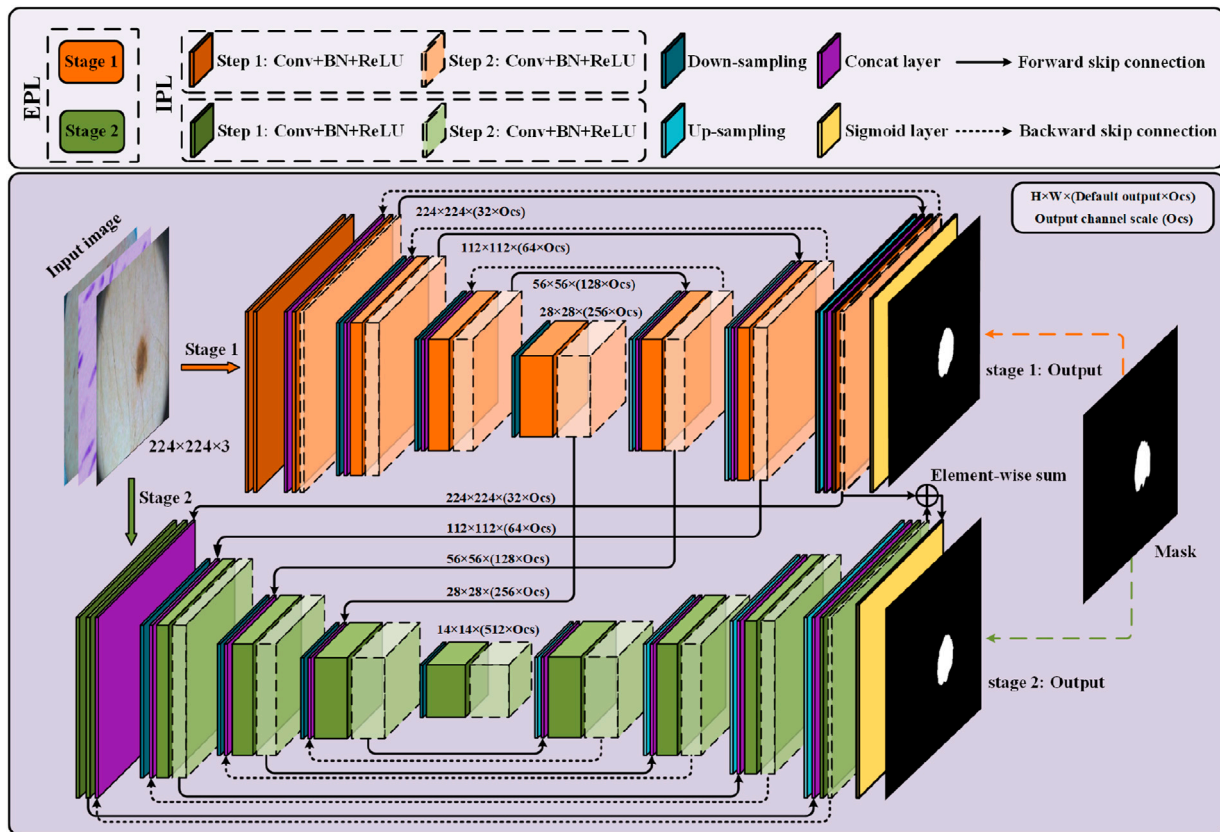 EPL
Stage 1
Stage 2
IPL
Step 1: Conv+BN+ReLU
Step 2: Conv+BN+ReLU
Step 1: Conv+BN+ReLU
Step 2: Conv+BN+ReLU
Down-sampling
Concat layer
Forward skip connection
Up-sampling
Sigmoid layer
Backward skip connection
H×W×(Default output×Ocs)
Output channel scale (Ocs)
Input image
224×224×3
Stage 1
224×224×(32×Ocs)
112×112×(64×Ocs)
56×56×(128×Ocs)
28×28×(256×Ocs)
stage 1: Output
Stage 2
224×224×(32×Ocs)
Element-wise sum
112×112×(64×Ocs)
56×56×(128×Ocs)
28×28×(256×Ocs)
14×14×(512×Ocs)
Mask
stage 2: Output